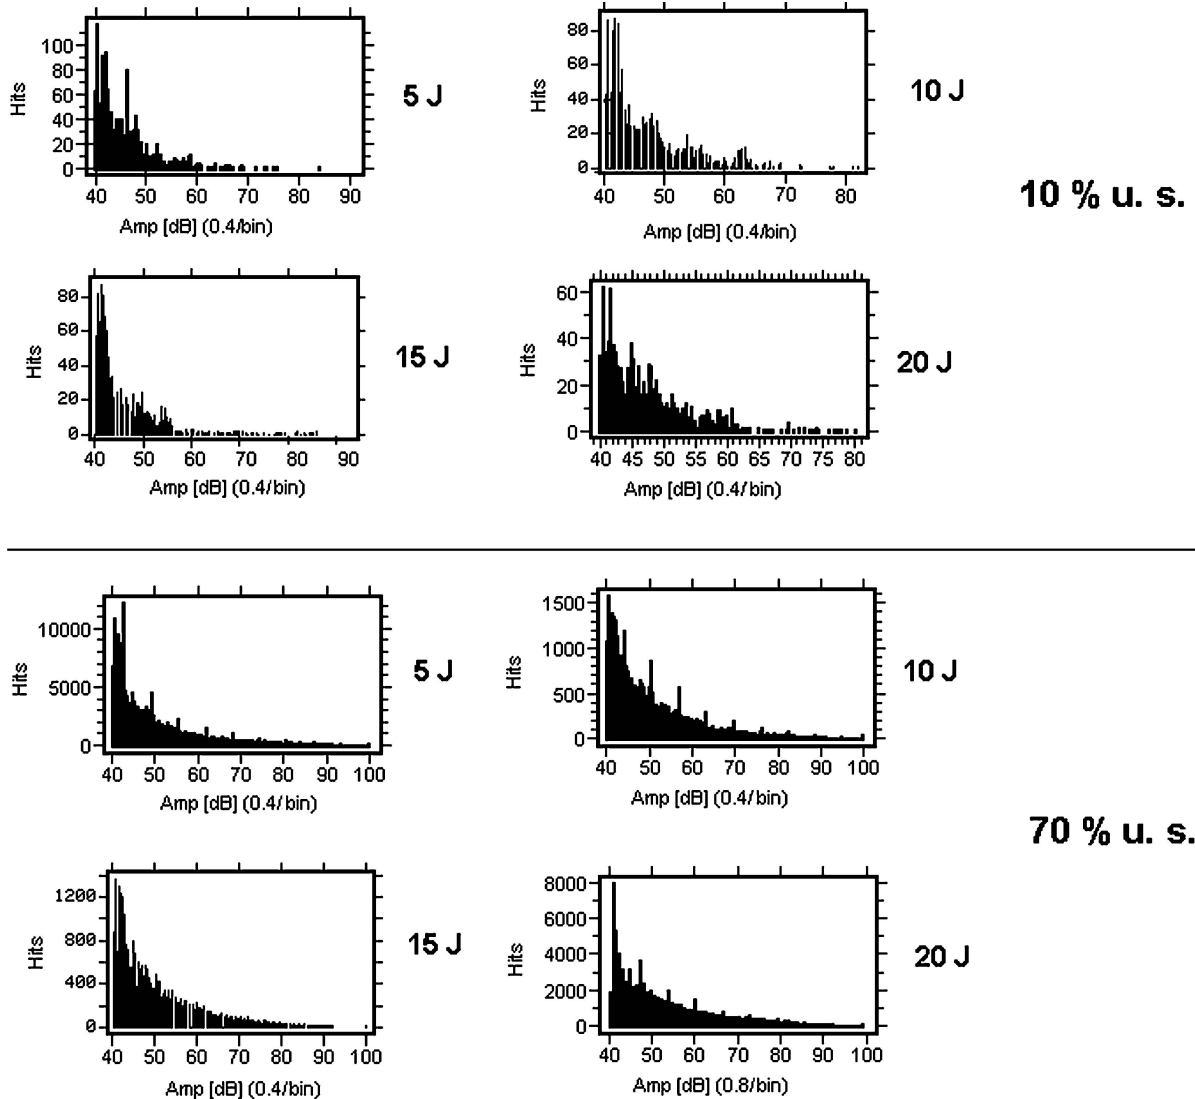 100
80
60
40
20
0
Hits
40 50 60 70 80 90
Amp [dB] (0.4/bin)
5 J
80
60
40
20
0
Hits
40 50 60 70 80
Amp [dB] (0.4/bin)
10 J
10 % u. s.
80
60
40
20
0
Hits
40 50 60 70 80 90
Amp [dB] (0.4/bin)
15 J
60
40
20
0
Hits
40 45 50 55 60 65 70 75 80
Amp [dB] (0.4/bin)
20 J
10000
5000
0
Hits
40 50 60 70 80 90 100
Amp [dB] (0.4/bin)
5 J
1500
1000
500
0
Hits
40 50 60 70 80 90 100
Amp [dB] (0.4/bin)
10 J
70 % u. s.
1200
800
400
0
Hits
40 50 60 70 80 90 100
Amp [dB] (0.4/bin)
15 J
8000
6000
4000
2000
0
Hits
40 50 60 70 80 90 100
Amp [dB] (0.8/bin)
20 J